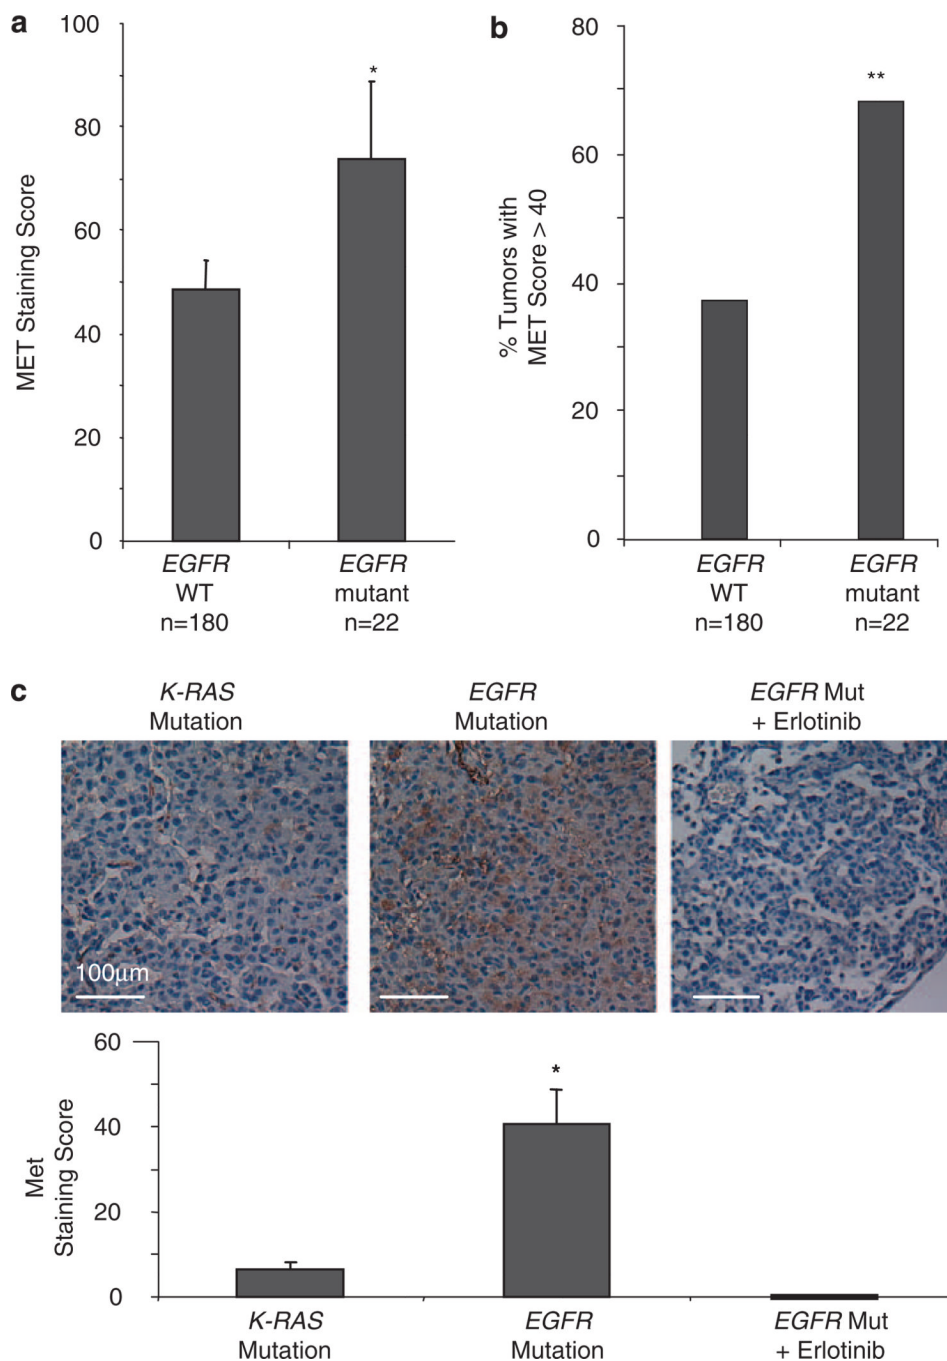 a
100
80
60
40
20
0
MET Staining Score
*
EGFR
WT
n=180
EGFR
mutant
n=22
b
80
60
40
20
0
% Tumors with
MET Score > 40
**
EGFR
WT
n=180
EGFR
mutant
n=22
c
K-RAS
Mutation
EGFR
Mutation
EGFR Mut
+ Erlotinib
100μm
60
40
20
0
Met
Staining Score
*
K-RAS
Mutation
EGFR
Mutation
EGFR Mut
+ Erlotinib